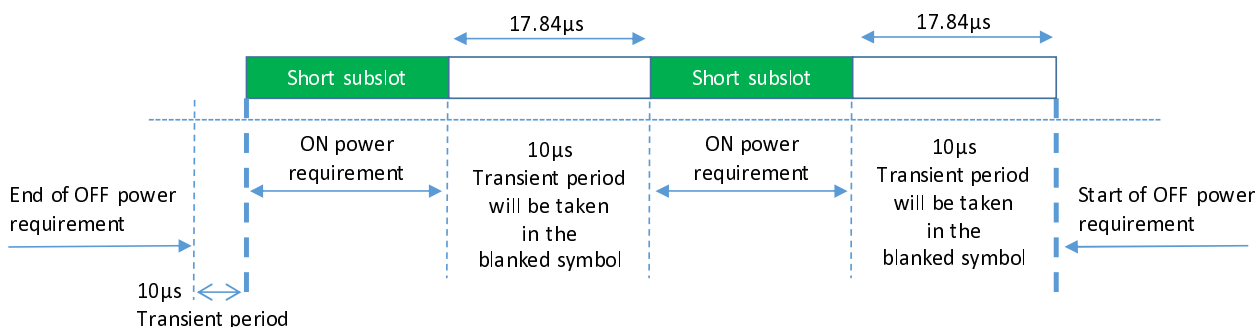 17.84µs
17.84µs
Short subslot
Short subslot
ON power
requirement
10µs
Transient period
will be taken
in the
blanked symbol
ON power
requirement
10µs
Transient period
will be taken
in the
blanked symbol
End of OFF power
requirement
Start of OFF power
requirement
10µs
Transient period